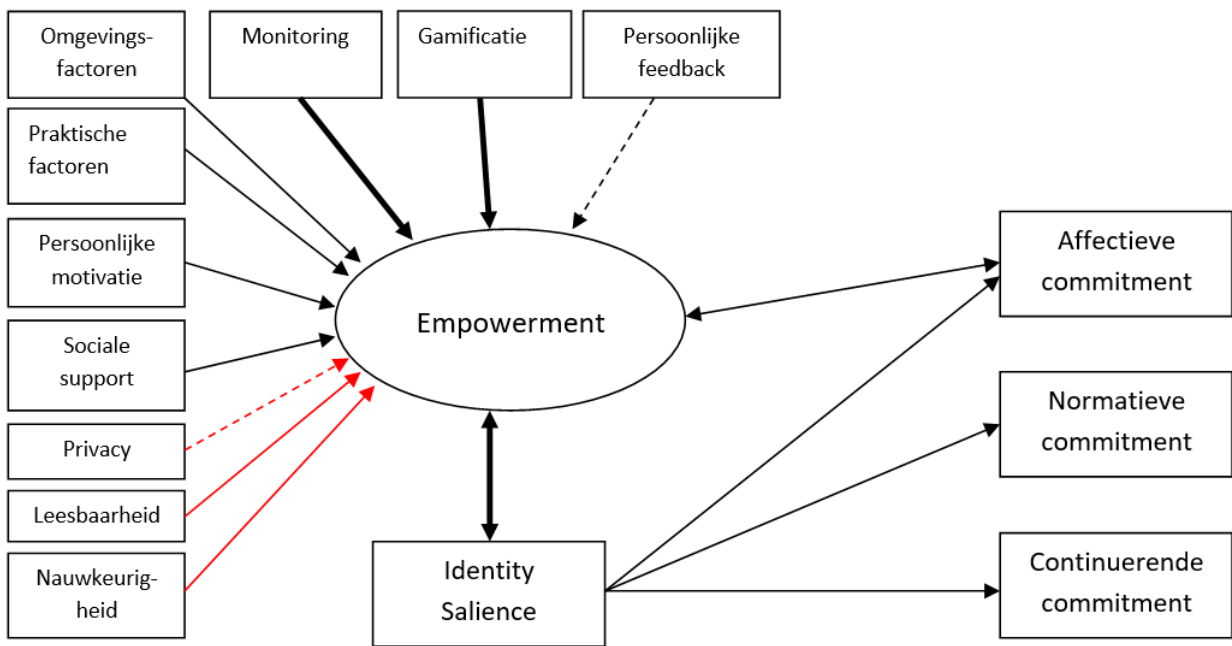 Omgevings-
factoren
Monitoring
Gamificatie
Persoonlijke
feedback
Praktische
factoren
Persoonlijke
motivatie
Sociale
support
Privacy
Leesbaarheid
Nauwkeurig-
heid
Empowerment
Identity
Salience
Affectieve
commitment
Normatieve
commitment
Continuerende
commitment